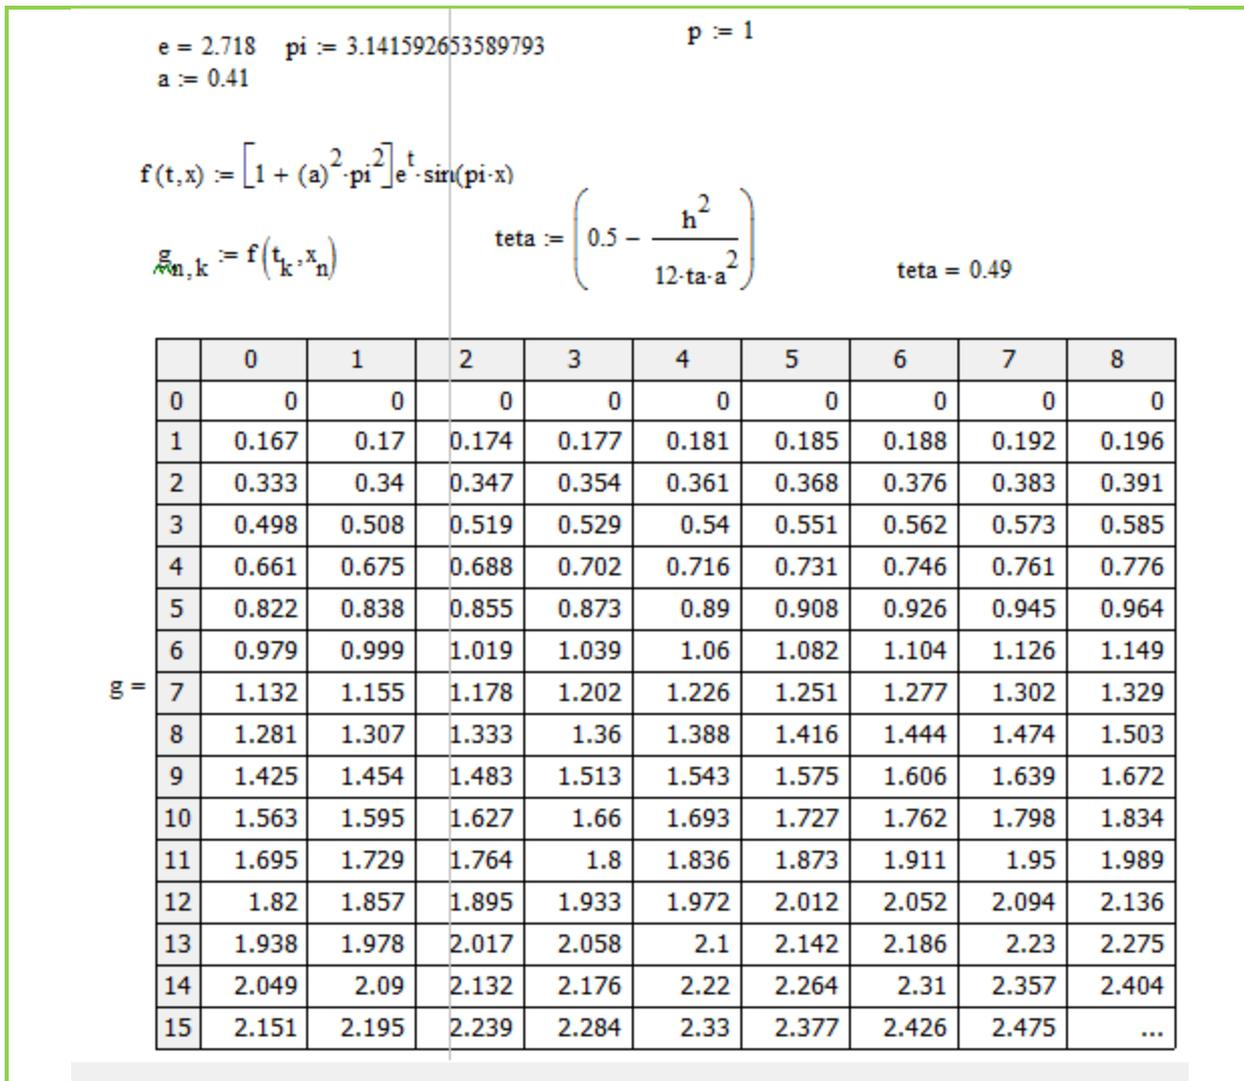 p := 1
e = 2.718 pi := 3.141592653589793
a := 0.41
f(t,x) := [1 + (a)^2·pi^2]e^t·sin(pi·x)
teta := (0.5 − h^2/(12·ta·a^2))
g_n,k := f(t_k, x_n)
teta = 0.49
0 1 2 3 4 5 6 7 8
0 0 0 0 0 0 0 0 0 0
1 0.167 0.17 0.174 0.177 0.181 0.185 0.188 0.192 0.196
2 0.333 0.34 0.347 0.354 0.361 0.368 0.376 0.383 0.391
3 0.498 0.508 0.519 0.529 0.54 0.551 0.562 0.573 0.585
4 0.661 0.675 0.688 0.702 0.716 0.731 0.746 0.761 0.776
5 0.822 0.838 0.855 0.873 0.89 0.908 0.926 0.945 0.964
6 0.979 0.999 1.019 1.039 1.06 1.082 1.104 1.126 1.149
g = 7 1.132 1.155 1.178 1.202 1.226 1.251 1.277 1.302 1.329
8 1.281 1.307 1.333 1.36 1.388 1.416 1.444 1.474 1.503
9 1.425 1.454 1.483 1.513 1.543 1.575 1.606 1.639 1.672
10 1.563 1.595 1.627 1.66 1.693 1.727 1.762 1.798 1.834
11 1.695 1.729 1.764 1.8 1.836 1.873 1.911 1.95 1.989
12 1.82 1.857 1.895 1.933 1.972 2.012 2.052 2.094 2.136
13 1.938 1.978 2.017 2.058 2.1 2.142 2.186 2.23 2.275
14 2.049 2.09 2.132 2.176 2.22 2.264 2.31 2.357 2.404
15 2.151 2.195 2.239 2.284 2.33 2.377 2.426 2.475 ...